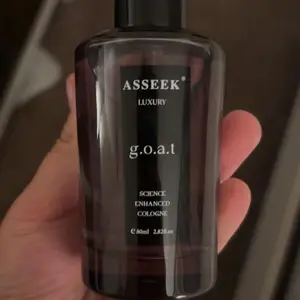 ASSEEK®
LUXURY
g.o.a.t
SCIENCE
ENHANCED
COLOGNE
℮ 80ml 2.82fl.oz